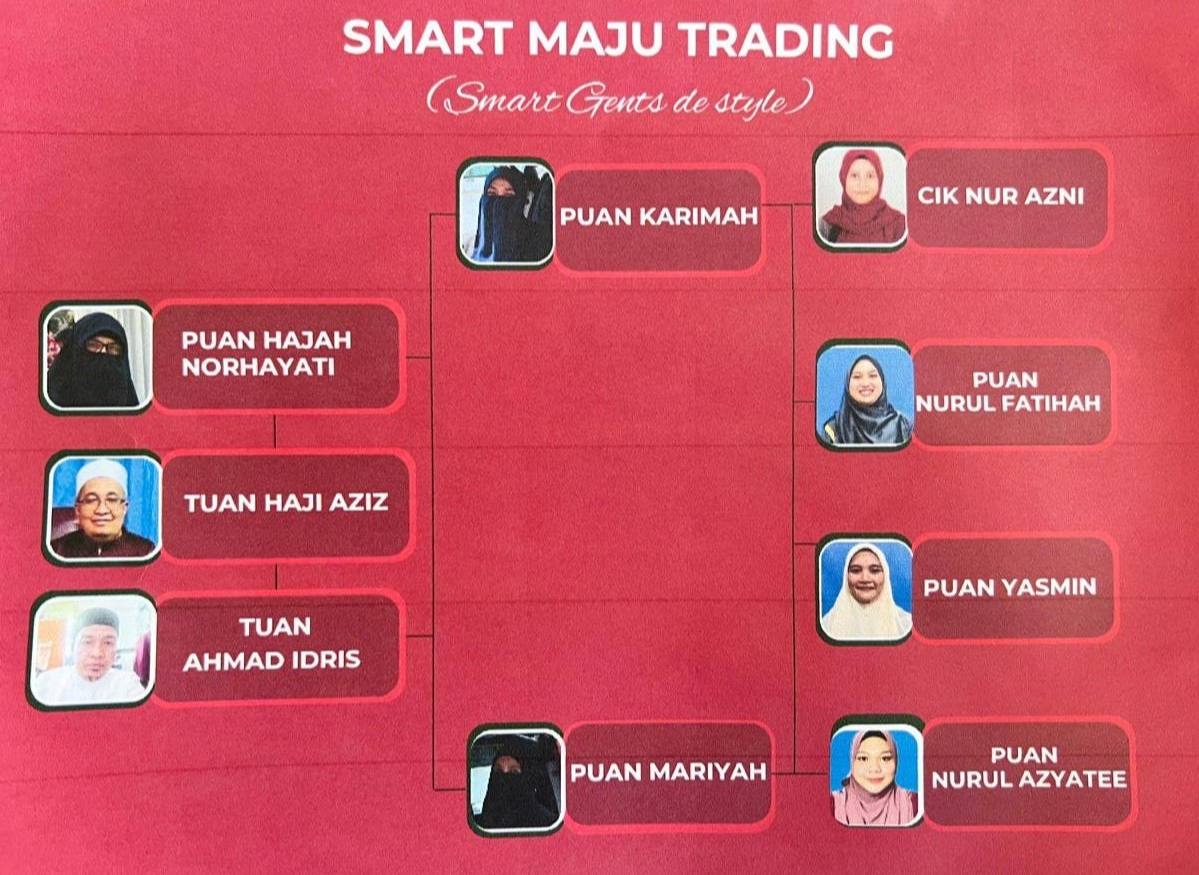 SMART MAJU TRADING
(Smart Gents de style)
PUAN HAJAH
NORHAYATI
TUAN HAJI AZIZ
TUAN
AHMAD IDRIS
PUAN KARIMAH
PUAN MARIYAH
CIK NUR AZNI
PUAN
NURUL FATIHAH
PUAN YASMIN
PUAN
NURUL AZYATEE